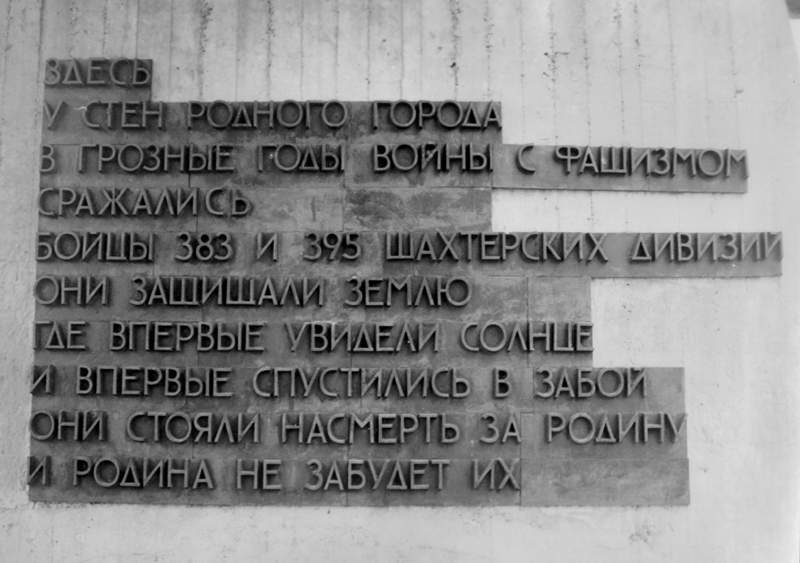 ЗДЕСЬ
У СТЕН РОДНОГО ГОРОДА
В ГРОЗНЫЕ ГОДЫ ВОЙНЫ С ФАШИЗМОМ
СРАЖАЛИСЬ
БОЙЦЫ 383 И 395 ШАХТЕРСКИХ ДИВИЗИЙ
ОНИ ЗАЩИЩАЛИ ЗЕМЛЮ
ГДЕ ВПЕРВЫЕ УВИДЕЛИ СОЛНЦЕ
И ВПЕРВЫЕ СПУСТИЛИСЬ В ЗАБОЙ
ОНИ СТОЯЛИ НАСМЕРТЬ ЗА РОДИНУ
И РОДИНА НЕ ЗАБУДЕТ ИХ